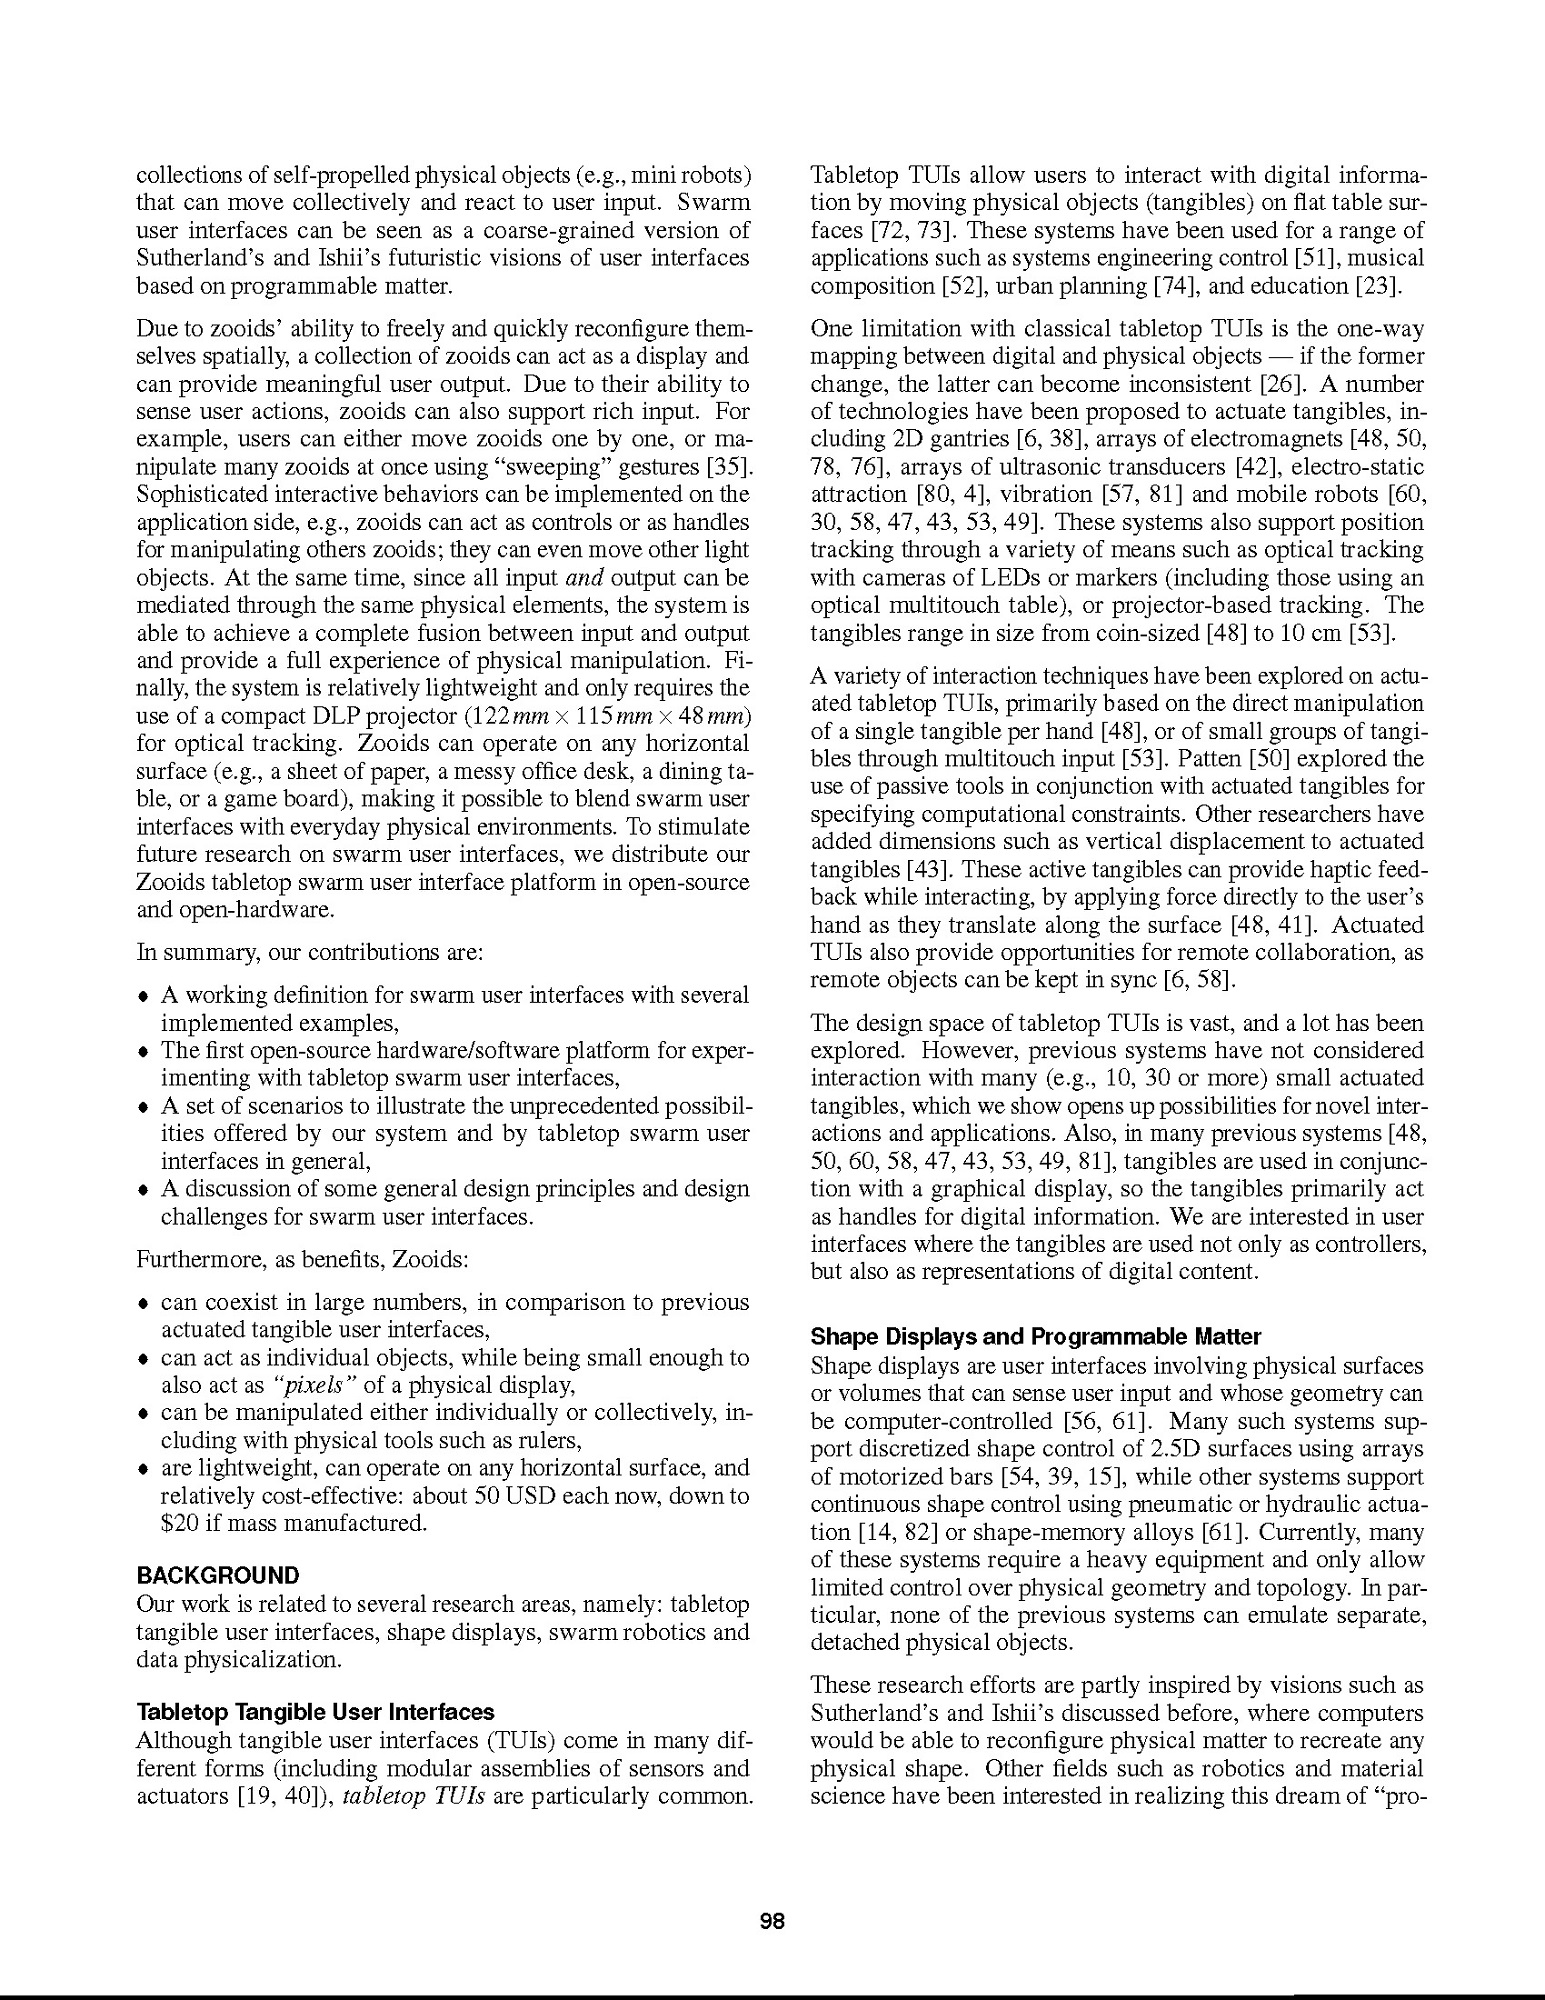 collections of self-propelled physical objects (e.g., mini robots)
that can move collectively and react to user input. Swarm
user interfaces can be seen as a coarse-grained version of
Sutherland's and Ishii's futuristic visions of user interfaces
based on programmable matter.
Due to zooids' ability to freely and quickly reconfigure them-
selves spatially, a collection of zooids can act as a display and
can provide meaningful user output. Due to their ability to
sense user actions, zooids can also support rich input. For
example, users can either move zooids one by one, or ma-
nipulate many zooids at once using “sweeping” gestures [35].
Sophisticated interactive behaviors can be implemented on the
application side, e.g., zooids can act as controls or as handles
for manipulating others zooids; they can even move other light
objects. At the same time, since all input and output can be
mediated through the same physical elements, the system is
able to achieve a complete fusion between input and output
and provide a full experience of physical manipulation. Fi-
nally, the system is relatively lightweight and only requires the
use of a compact DLP projector (122mm × 115mm × 48mm)
for optical tracking. Zooids can operate on any horizontal
surface (e.g., a sheet of paper, a messy office desk, a dining ta-
ble, or a game board), making it possible to blend swarm user
interfaces with everyday physical environments. To stimulate
future research on swarm user interfaces, we distribute our
Zooids tabletop swarm user interface platform in open-source
and open-hardware.
In summary, our contributions are:
• A working definition for swarm user interfaces with several
implemented examples,
• The first open-source hardware/software platform for exper-
imenting with tabletop swarm user interfaces,
• A set of scenarios to illustrate the unprecedented possibil-
ities offered by our system and by tabletop swarm user
interfaces in general,
• A discussion of some general design principles and design
challenges for swarm user interfaces.
Furthermore, as benefits, Zooids:
• can coexist in large numbers, in comparison to previous
actuated tangible user interfaces,
• can act as individual objects, while being small enough to
also act as “pixels” of a physical display,
• can be manipulated either individually or collectively, in-
cluding with physical tools such as rulers,
• are lightweight, can operate on any horizontal surface, and
relatively cost-effective: about 50 USD each now, down to
$20 if mass manufactured.
BACKGROUND
Our work is related to several research areas, namely: tabletop
tangible user interfaces, shape displays, swarm robotics and
data physicalization.
Tabletop Tangible User Interfaces
Although tangible user interfaces (TUIs) come in many dif-
ferent forms (including modular assemblies of sensors and
actuators [19, 40]), tabletop TUIs are particularly common.
Tabletop TUIs allow users to interact with digital informa-
tion by moving physical objects (tangibles) on flat table sur-
faces [72, 73]. These systems have been used for a range of
applications such as systems engineering control [51], musical
composition [52], urban planning [74], and education [23].
One limitation with classical tabletop TUIs is the one-way
mapping between digital and physical objects — if the former
change, the latter can become inconsistent [26]. A number
of technologies have been proposed to actuate tangibles, in-
cluding 2D gantries [6, 38], arrays of electromagnets [48, 50,
78, 76], arrays of ultrasonic transducers [42], electro-static
attraction [80, 4], vibration [57, 81] and mobile robots [60,
30, 58, 47, 43, 53, 49]. These systems also support position
tracking through a variety of means such as optical tracking
with cameras of LEDs or markers (including those using an
optical multitouch table), or projector-based tracking. The
tangibles range in size from coin-sized [48] to 10 cm [53].
A variety of interaction techniques have been explored on actu-
ated tabletop TUIs, primarily based on the direct manipulation
of a single tangible per hand [48], or of small groups of tangi-
bles through multitouch input [53]. Patten [50] explored the
use of passive tools in conjunction with actuated tangibles for
specifying computational constraints. Other researchers have
added dimensions such as vertical displacement to actuated
tangibles [43]. These active tangibles can provide haptic feed-
back while interacting, by applying force directly to the user's
hand as they translate along the surface [48, 41]. Actuated
TUIs also provide opportunities for remote collaboration, as
remote objects can be kept in sync [6, 58].
The design space of tabletop TUIs is vast, and a lot has been
explored. However, previous systems have not considered
interaction with many (e.g., 10, 30 or more) small actuated
tangibles, which we show opens up possibilities for novel inter-
actions and applications. Also, in many previous systems [48,
50, 60, 58, 47, 43, 53, 49, 81], tangibles are used in conjunc-
tion with a graphical display, so the tangibles primarily act
as handles for digital information. We are interested in user
interfaces where the tangibles are used not only as controllers,
but also as representations of digital content.
Shape Displays and Programmable Matter
Shape displays are user interfaces involving physical surfaces
or volumes that can sense user input and whose geometry can
be computer-controlled [56, 61]. Many such systems sup-
port discretized shape control of 2.5D surfaces using arrays
of motorized bars [54, 39, 15], while other systems support
continuous shape control using pneumatic or hydraulic actua-
tion [14, 82] or shape-memory alloys [61]. Currently, many
of these systems require a heavy equipment and only allow
limited control over physical geometry and topology. In par-
ticular, none of the previous systems can emulate separate,
detached physical objects.
These research efforts are partly inspired by visions such as
Sutherland's and Ishii's discussed before, where computers
would be able to reconfigure physical matter to recreate any
physical shape. Other fields such as robotics and material
science have been interested in realizing this dream of “pro-
98